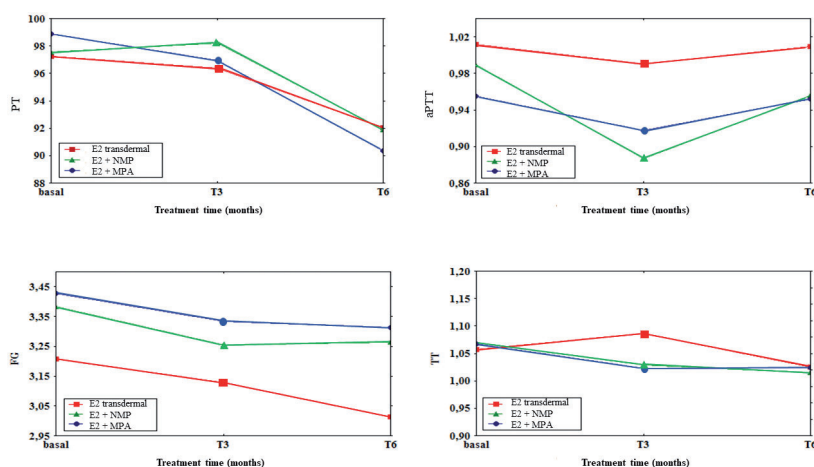 100
98
96
94
92
90
88
PT
E2 transdermal
E2 + NMP
E2 + MPA
basal T3 T6
Treatment time (months)
1,02
0,98
0,94
0,90
0,86
aPTT
E2 transdermal
E2 + NMP
E2 + MPA
basal T3 T6
Treatment time (months)
3,45
3,35
3,25
3,15
3,05
2,95
FG
E2 transdermal
E2 + NMP
E2 + MPA
basal T3 T6
Treatment time (months)
1,20
1,15
1,10
1,05
1,00
0,95
0,90
TT
E2 transdermal
E2 + NMP
E2 + MPA
basal T3 T6
Treatment time (months)